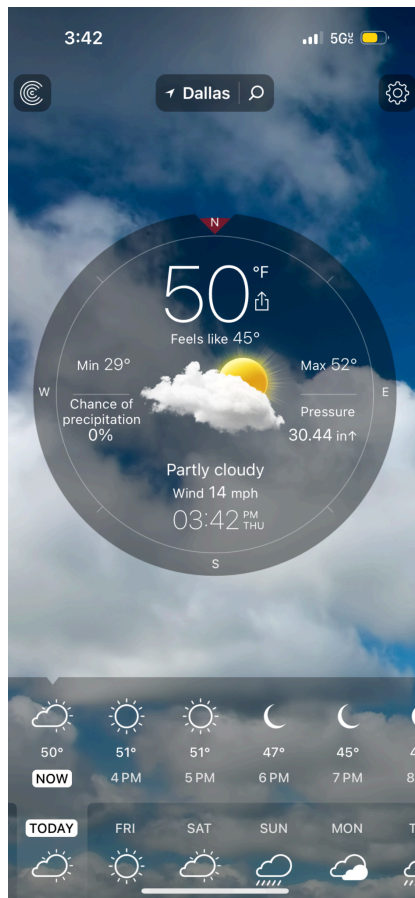 3:42
5G
Dallas
N
50°F
Feels like 45°
Min 29°
Max 52°
W
E
Chance of
precipitation
0%
Pressure
30.44 in↑
Partly cloudy
Wind 14 mph
03:42 PM
THU
S
50° 51° 51° 47° 45° 4
NOW 4 PM 5 PM 6 PM 7 PM 8
TODAY FRI SAT SUN MON T